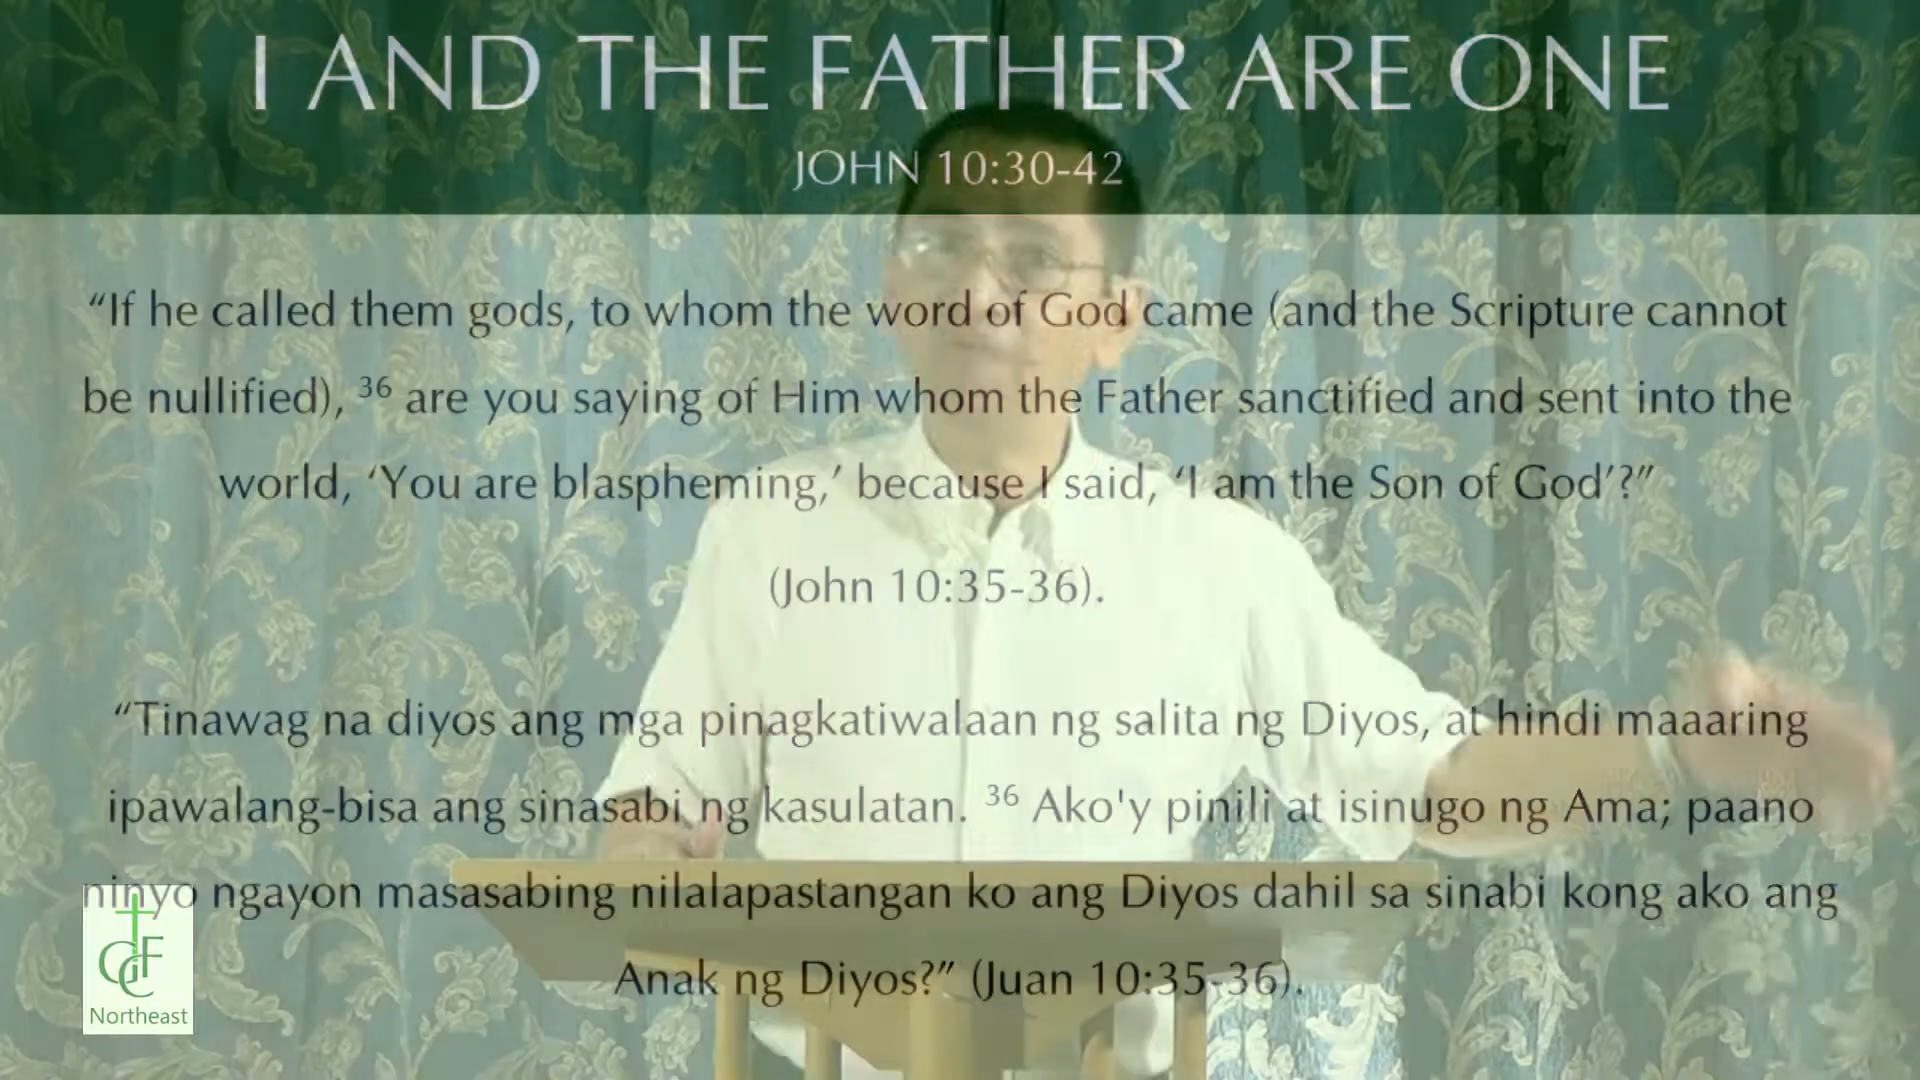 I AND THE FATHER ARE ONE
JOHN 10:30-42
“If he called them gods, to whom the word of God came (and the Scripture cannot
be nullified), 36 are you saying of Him whom the Father sanctified and sent into the
world, ‘You are blaspheming,’ because I said, ‘I am the Son of God’?”
(John 10:35-36).
“Tinawag na diyos ang mga pinagkatiwalaan ng salita ng Diyos, at hindi maaaring
ipawalang-bisa ang sinasabi ng kasulatan. 36 Ako'y pinili at isinugo ng Ama; paano
ninyo ngayon masasabing nilalapastangan ko ang Diyos dahil sa sinabi kong ako ang
Anak ng Diyos?” (Juan 10:35-36).
GCF
Northeast